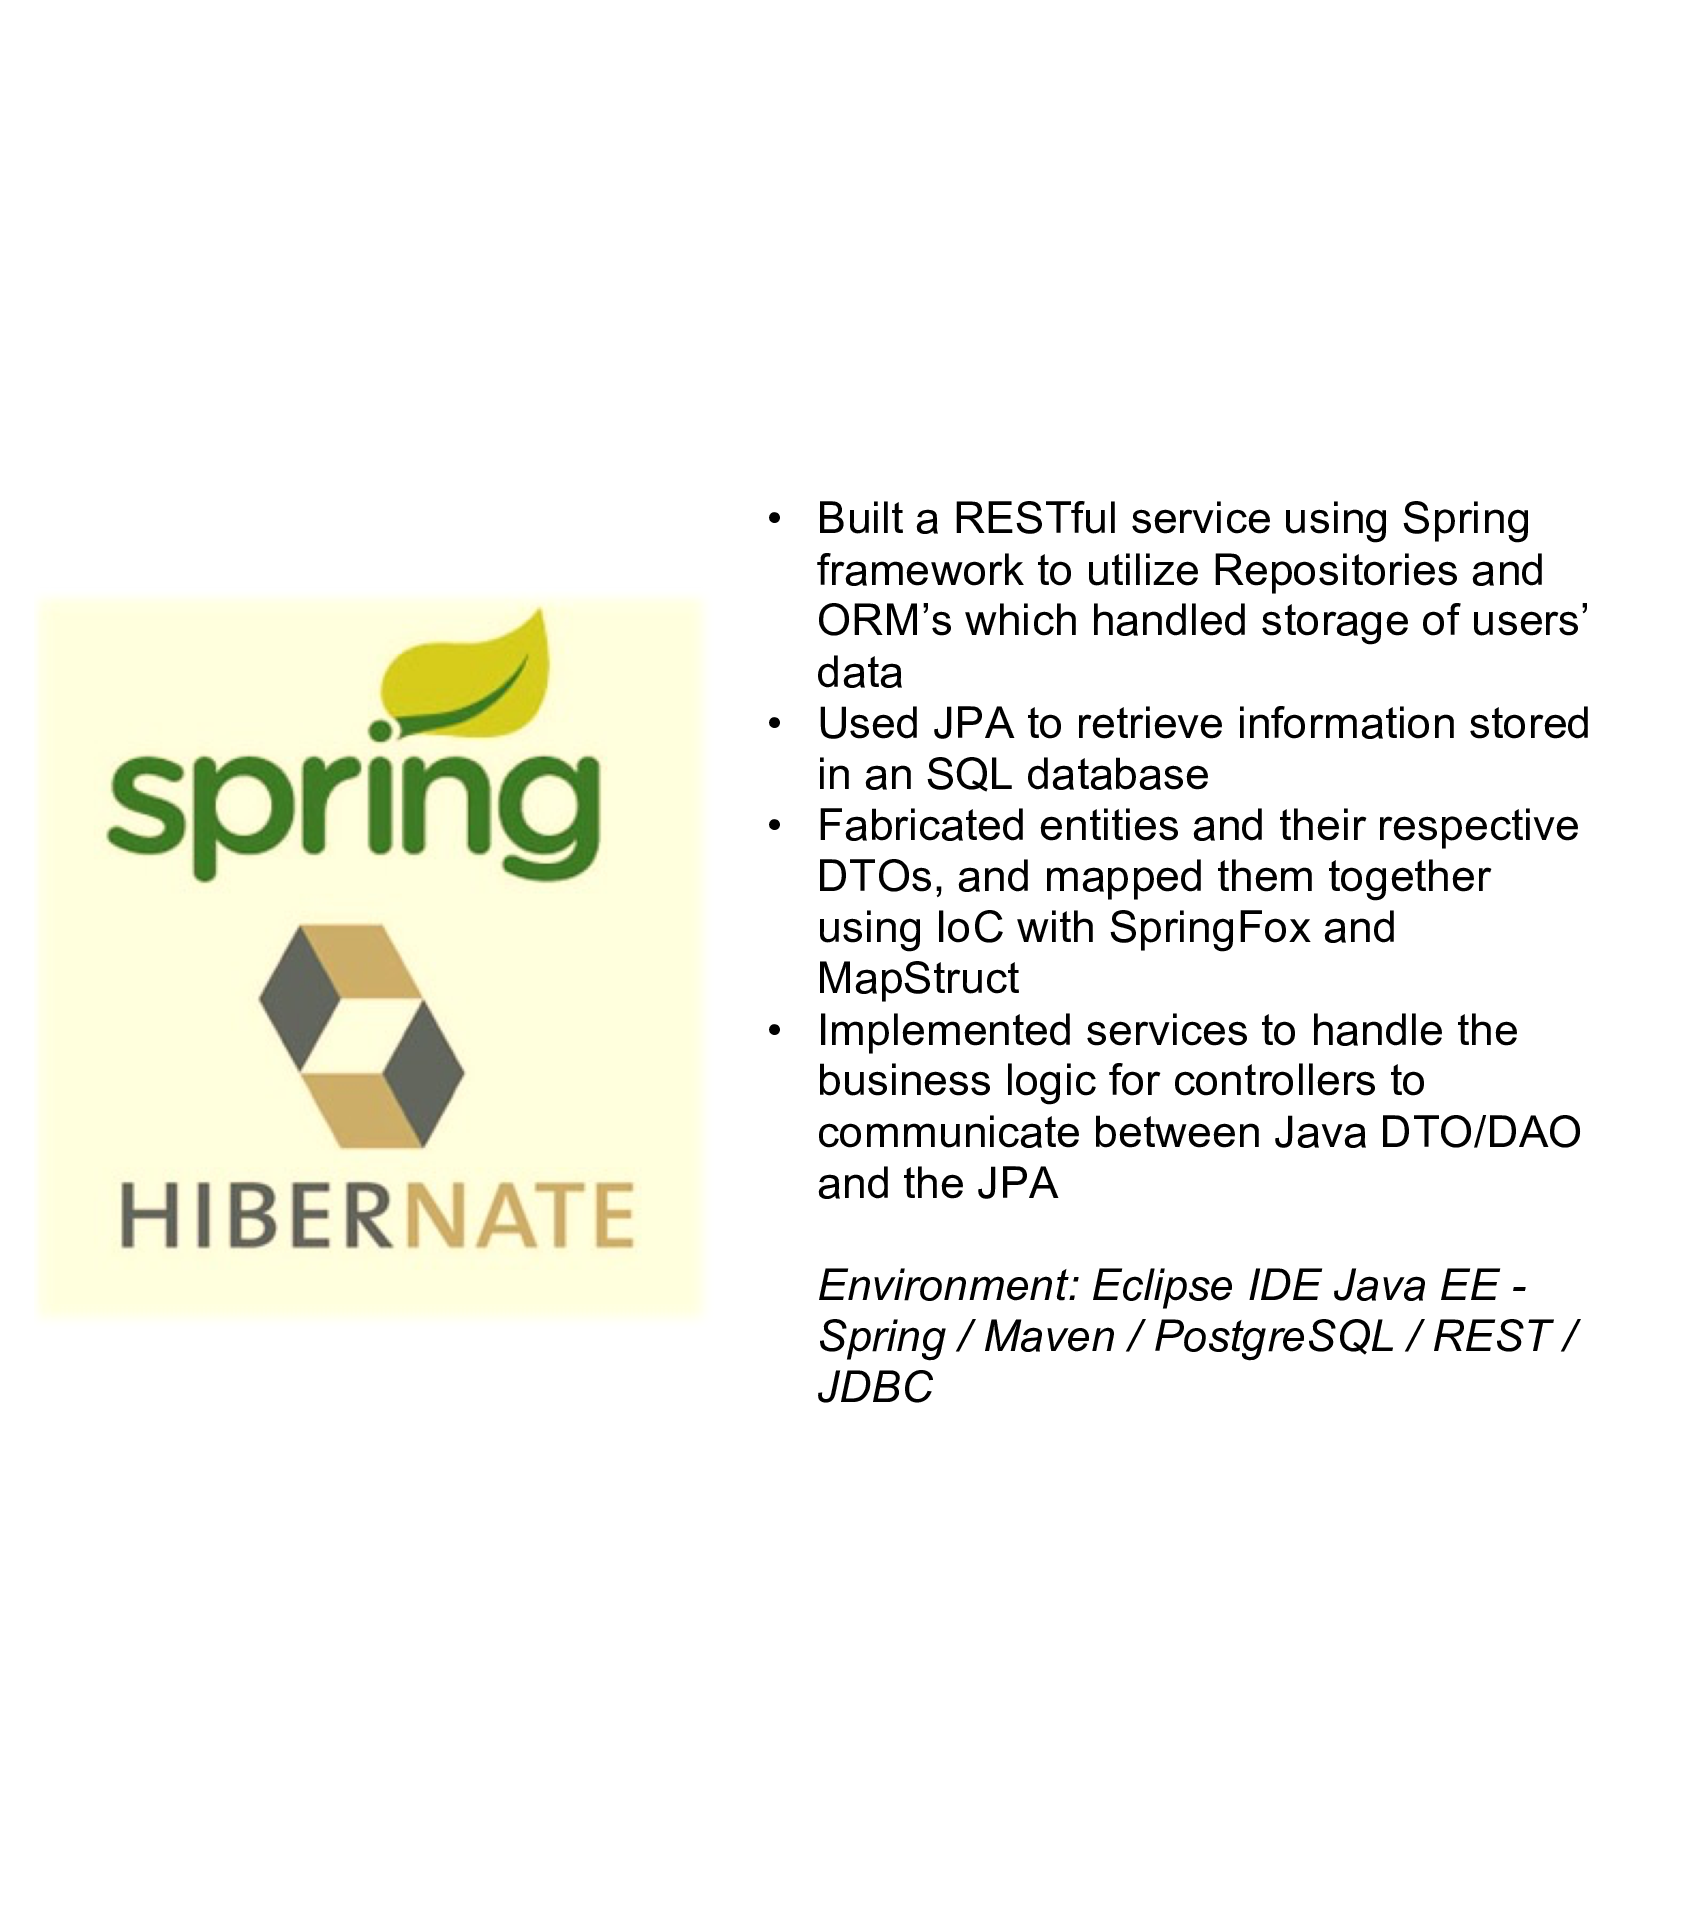 spring
HIBERNATE
• Built a RESTful service using Spring
framework to utilize Repositories and
ORM’s which handled storage of users’
data
• Used JPA to retrieve information stored
in an SQL database
• Fabricated entities and their respective
DTOs, and mapped them together
using IoC with SpringFox and
MapStruct
• Implemented services to handle the
business logic for controllers to
communicate between Java DTO/DAO
and the JPA
Environment: Eclipse IDE Java EE -
Spring / Maven / PostgreSQL / REST /
JDBC